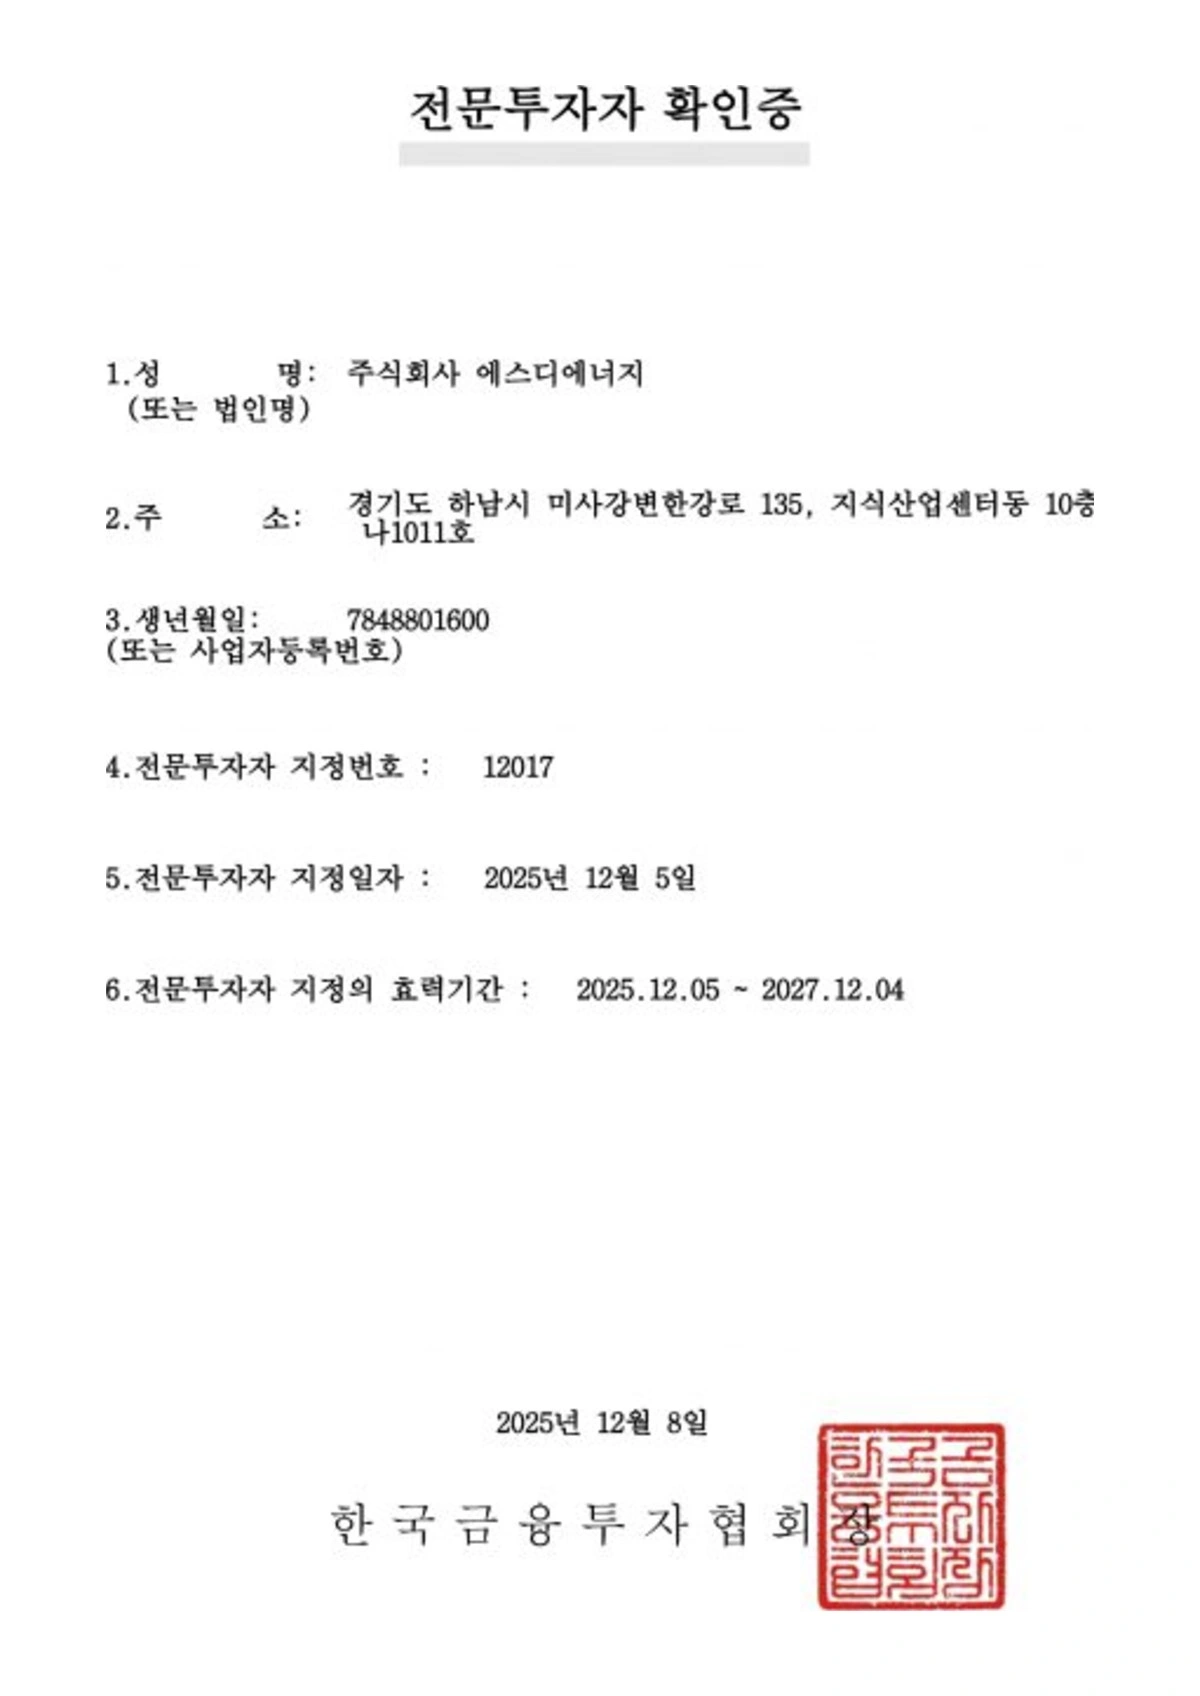 전문투자자 확인증
1.성 명: 주식회사 에스디에너지
(또는 법인명)
2.주 소: 경기도 하남시 미사강변한강로 135, 지식산업센터동 10층
나1011호
3.생년월일: 7848801600
(또는 사업자등록번호)
4.전문투자자 지정번호 : 12017
5.전문투자자 지정일자 : 2025년 12월 5일
6.전문투자자 지정의 효력기간 : 2025.12.05 ~ 2027.12.04
2025년 12월 8일
한국금융투자협회장